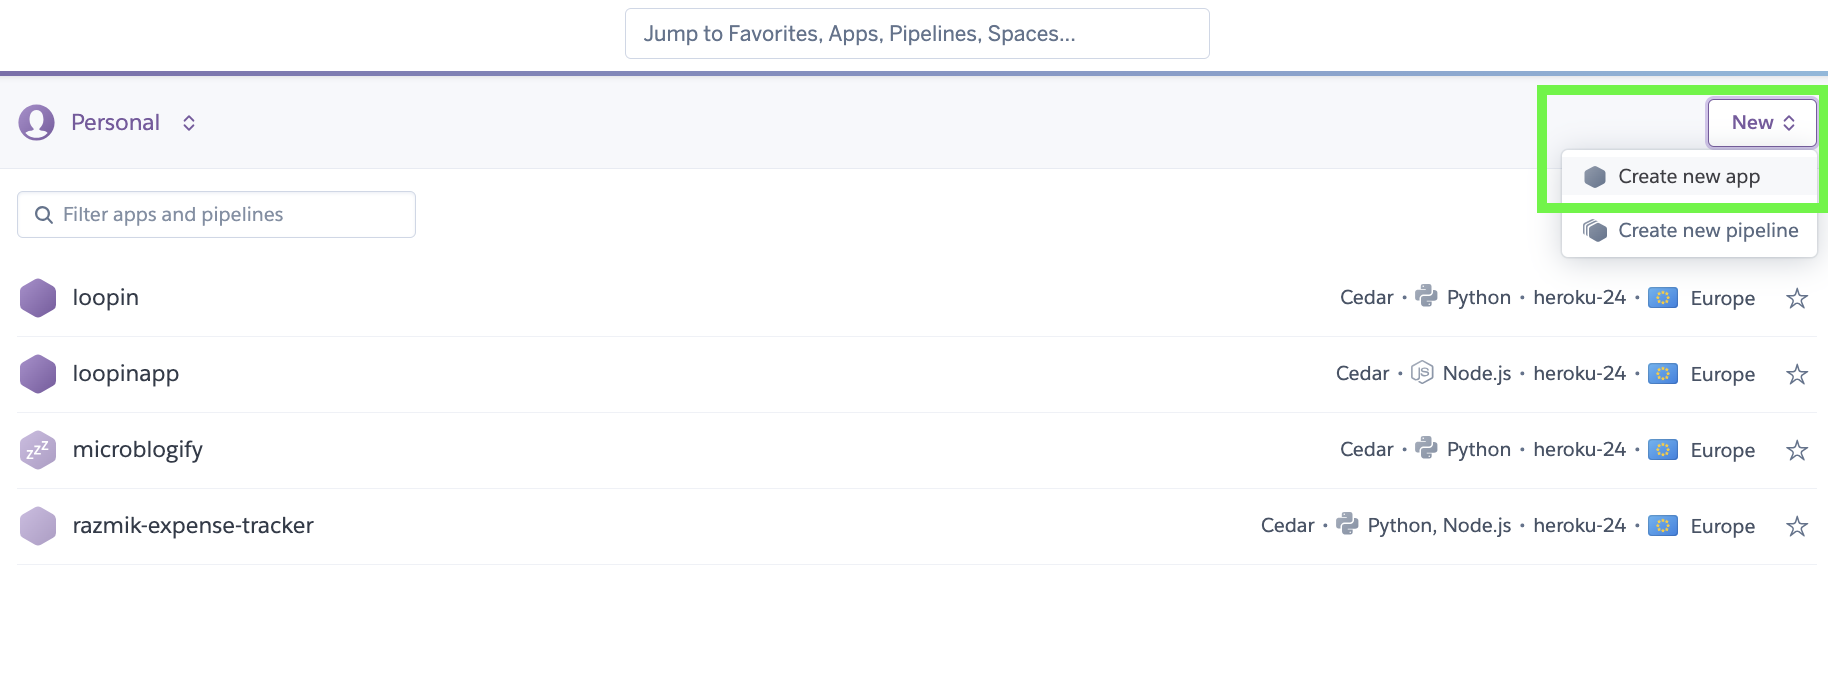 Jump to Favorites, Apps, Pipelines, Spaces...
Personal
New
Create new app
Create new pipeline
Filter apps and pipelines
loopin Cedar · Python · heroku-24 · Europe
loopinapp Cedar · JS Node.js · heroku-24 · Europe
zzz microblogify Cedar · Python · heroku-24 · Europe
razmik-expense-tracker Cedar · Python, Node.js · heroku-24 · Europe